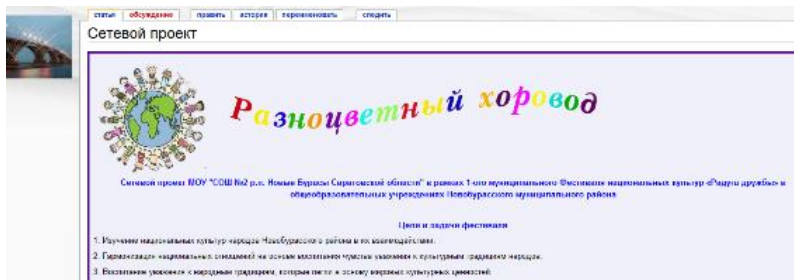 статья обсуждение править история переименовать следить
Сетевой проект
Разноцветный хоровод
Сетевой проект МОУ "СОШ №2 р.п. Новые Бурасы Саратовской области" в рамках 1-ого муниципального Фестиваля национальных культур «Радуга дружбы» в
общеобразовательных учреждениях Новобурасского муниципального района
Цели и задачи фестиваля
1. Изучение национальных культур народов Новобурасского района в их взаимодействии.
2. Гармонизация национальных отношений на основе воспитания чувства уважения к культурным традициям народов.
3. Воспитание уважения к народным традициям, которые легли в основу мировых культурных ценностей.